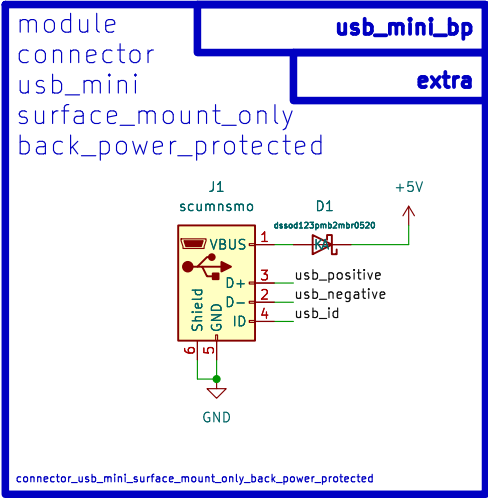 module
connector
usb_mini
surface_mount_only
back_power_protected
usb_mini_bp
extra
J1
scumnsmo
D1
dssod123pmb2mbr0520
+5V
VBUS
1
KA
D+
3
usb_positive
D-
2
usb_negative
ID
4
usb_id
Shield
GND
6
5
GND
connector_usb_mini_surface_mount_only_back_power_protected